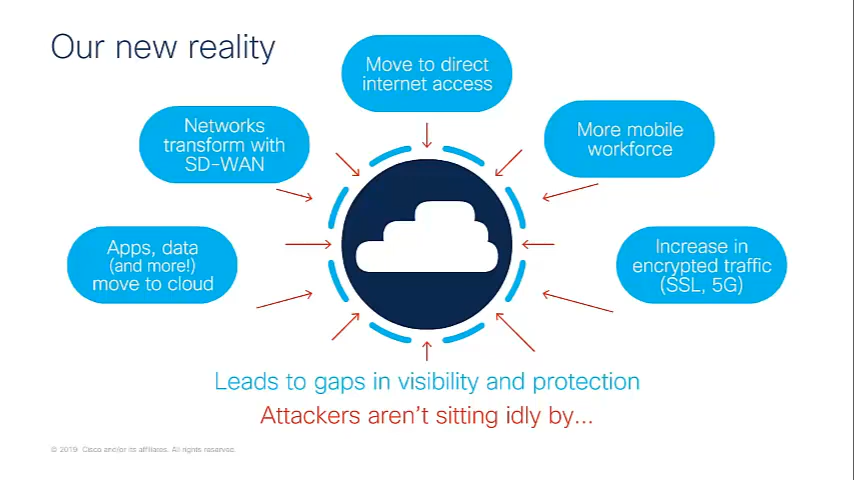 Our new reality
Move to direct
internet access
Networks
transform with
SD-WAN
More mobile
workforce
Apps, data
(and more!)
move to cloud
Increase in
encrypted traffic
(SSL, 5G)
Leads to gaps in visibility and protection
Attackers aren't sitting idly by...
© 2019 Cisco and/or its affiliates. All rights reserved.